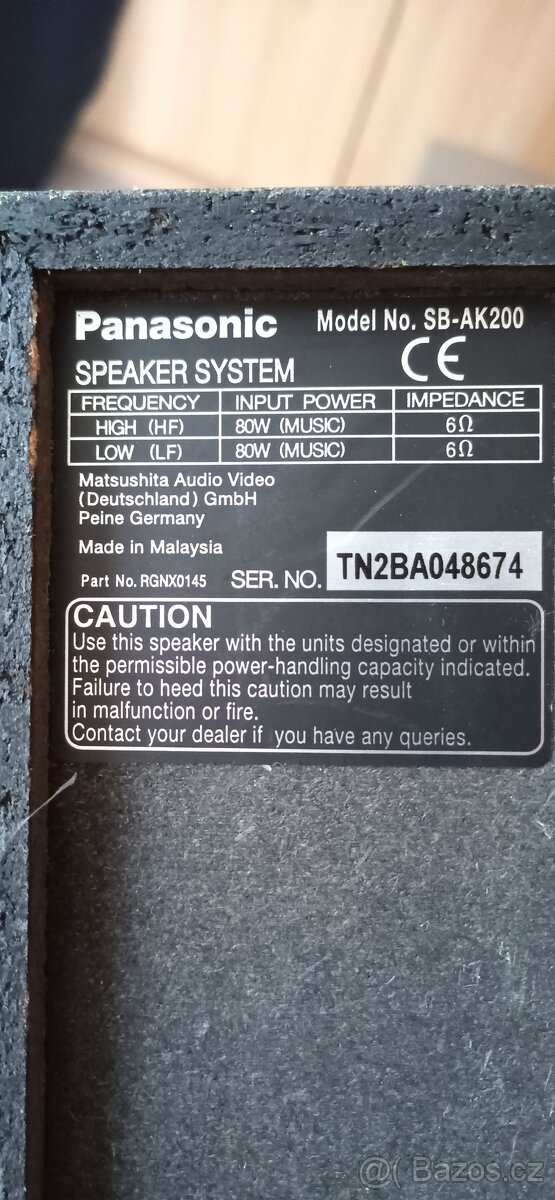 Panasonic Model No. SB-AK200
SPEAKER SYSTEM CE
FREQUENCY INPUT POWER IMPEDANCE
HIGH (HF) 80W (MUSIC) 6Ω
LOW (LF) 80W (MUSIC) 6Ω
Matsushita Audio Video
(Deutschland) GmbH
Peine Germany
Made in Malaysia
Part No. RGNX0145 SER. NO. TN2BA048674
CAUTION
Use this speaker with the units designated or within
the permissible power-handling capacity indicated.
Failure to heed this caution may result
in malfunction or fire.
Contact your dealer if you have any queries.
@( Bazos.cz